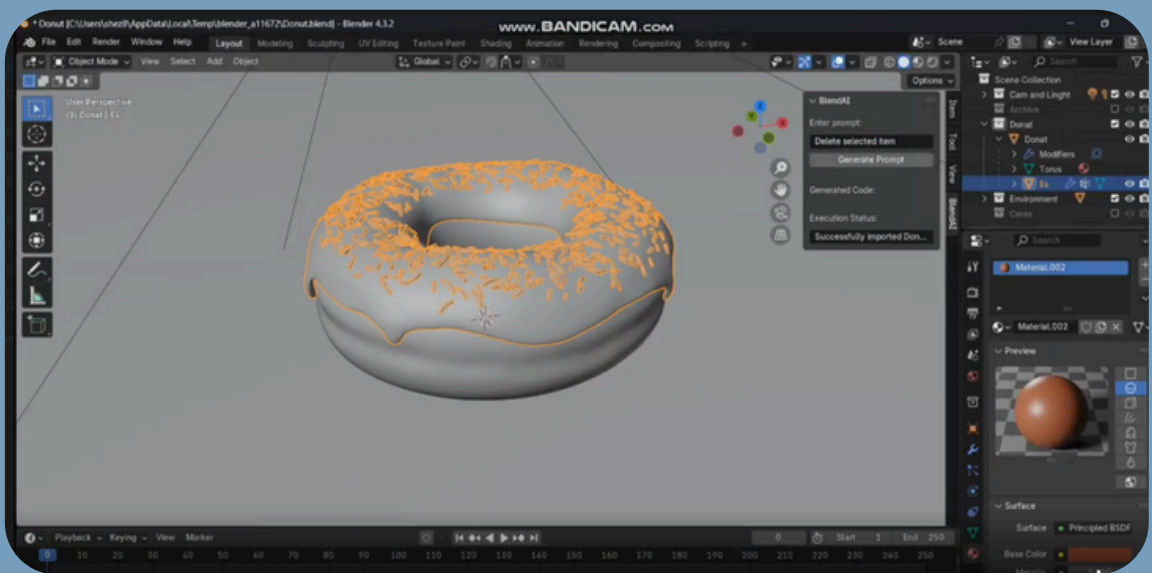 * Donut [C:\Users\shezll\AppData\Local\Temp\blender_a11672\Donut.blend] - Blender 4.3.2
www.BANDICAM.com
File Edit Render Window Help Layout Modeling Sculpting UV Editing Texture Paint Shading Animation Rendering Compositing Scripting + Scene View Layer
Object Mode View Select Add Object Global Search
Options
User Perspective
(0) Donat | Ex
BlendAI
Enter prompt:
Delete selected item
Generate Prompt
Generated Code:
Execution Status:
Successfully imported Don...
Item
Tool
View
BlendAI
Scene Collection
Cam and Linght
Archive
Donat
Donat
Modifiers
Torus
Ex
Environment
Cores
Search
Material.002
Material.002
Preview
Surface
Surface Principled BSDF
Base Color
Metallic
Playback Keying View Marker 0 Start 1 End 250
0 10 20 30 40 50 60 70 80 90 100 110 120 130 140 150 160 170 180 190 200 210 220 230 240 250